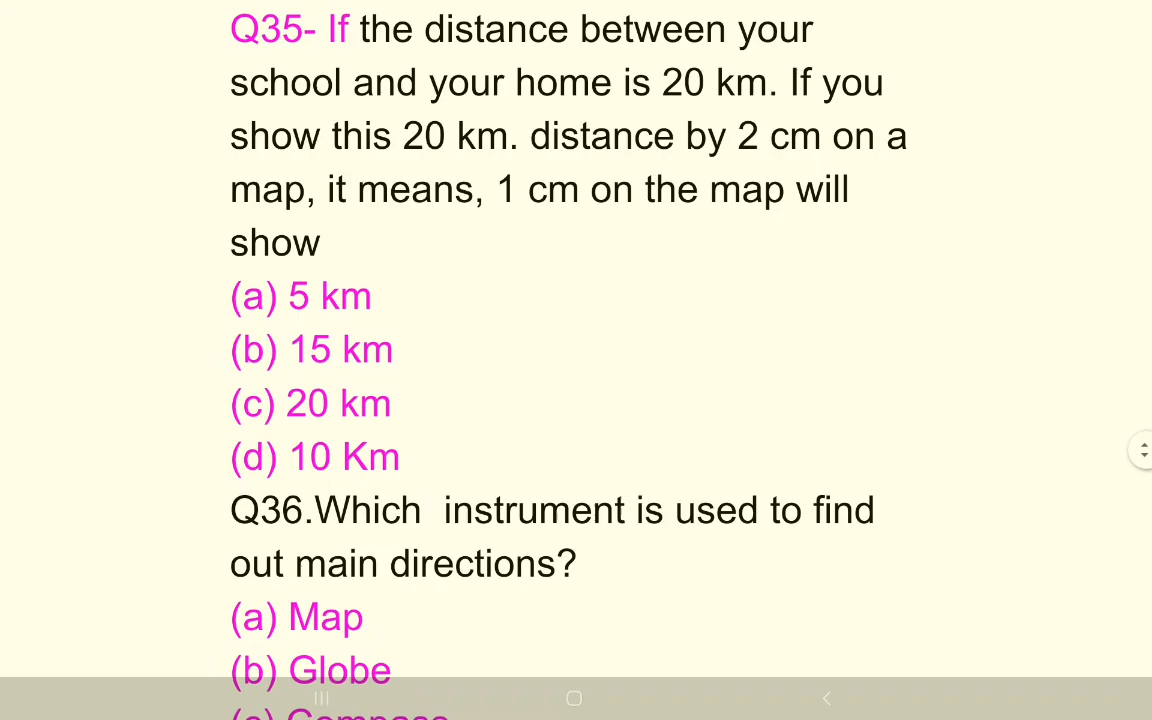 Q35- If the distance between your
school and your home is 20 km. If you
show this 20 km. distance by 2 cm on a
map, it means, 1 cm on the map will
show
(a) 5 km
(b) 15 km
(c) 20 km
(d) 10 Km
Q36.Which  instrument is used to find
out main directions?
(a) Map
(b) Globe
(c) Compass